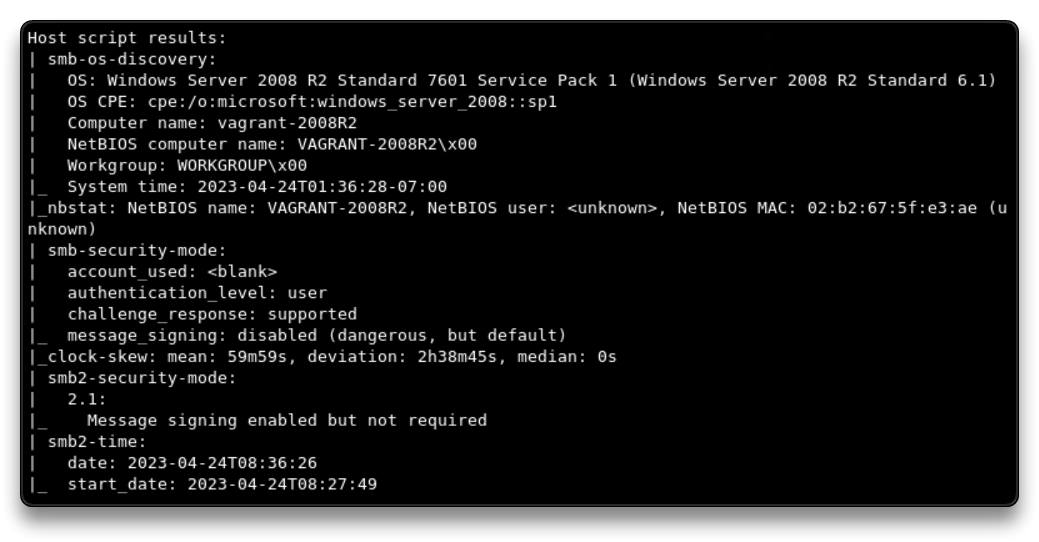 Host script results:
| smb-os-discovery:
|   OS: Windows Server 2008 R2 Standard 7601 Service Pack 1 (Windows Server 2008 R2 Standard 6.1)
|   OS CPE: cpe:/o:microsoft:windows_server_2008::sp1
|   Computer name: vagrant-2008R2
|   NetBIOS computer name: VAGRANT-2008R2\x00
|   Workgroup: WORKGROUP\x00
|_  System time: 2023-04-24T01:36:28-07:00
|_nbstat: NetBIOS name: VAGRANT-2008R2, NetBIOS user: <unknown>, NetBIOS MAC: 02:b2:67:5f:e3:ae (u
nknown)
| smb-security-mode:
|   account_used: <blank>
|   authentication_level: user
|   challenge_response: supported
|_  message_signing: disabled (dangerous, but default)
|_clock-skew: mean: 59m59s, deviation: 2h38m45s, median: 0s
| smb2-security-mode:
|   2.1:
|_    Message signing enabled but not required
| smb2-time:
|   date: 2023-04-24T08:36:26
|_  start_date: 2023-04-24T08:27:49